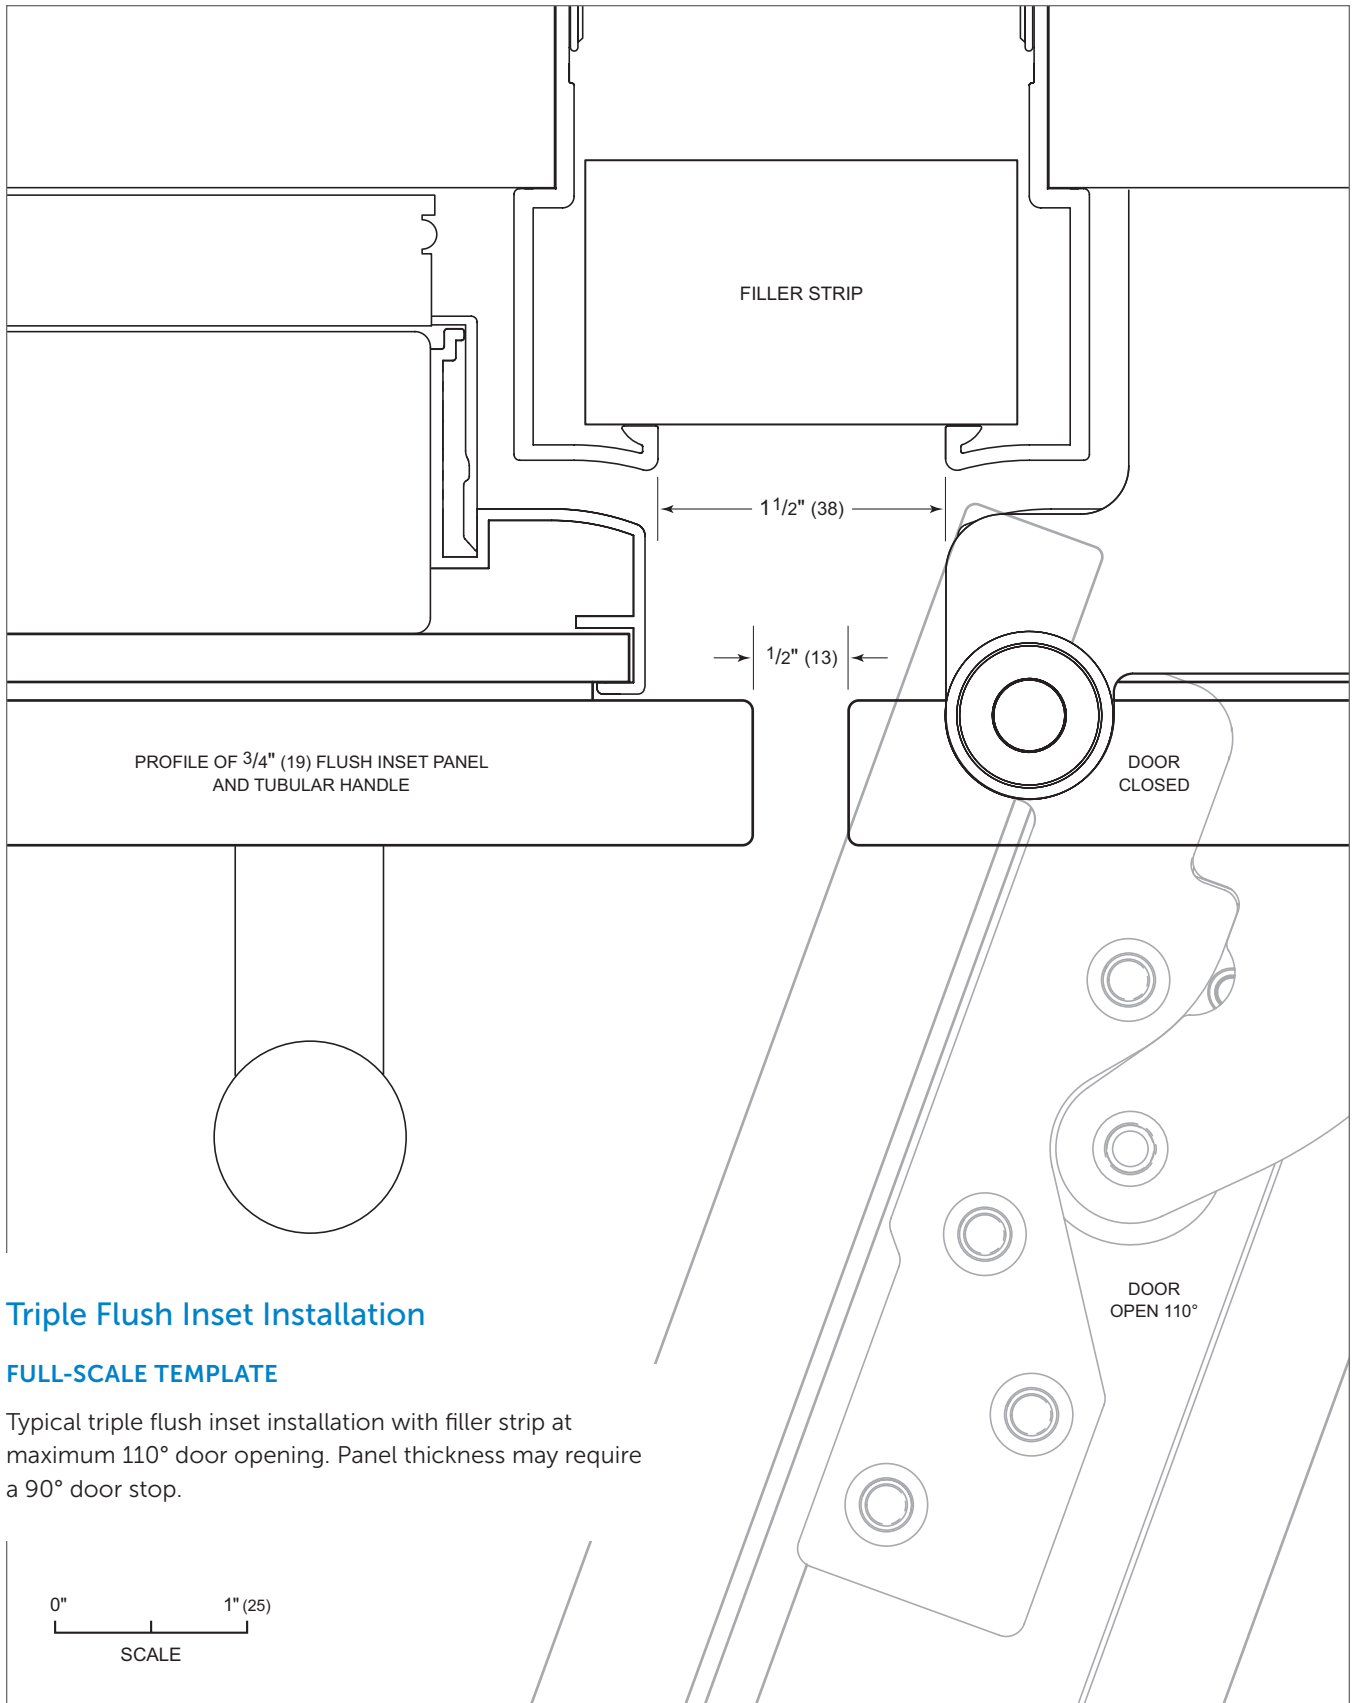 FILLER STRIP
1 1/2" (38)
1/2" (13)
PROFILE OF 3/4" (19) FLUSH INSET PANEL
AND TUBULAR HANDLE
DOOR
CLOSED
DOOR
OPEN 110°
Triple Flush Inset Installation
FULL-SCALE TEMPLATE
Typical triple flush inset installation with filler strip at
maximum 110° door opening. Panel thickness may require
a 90° door stop.
0" 1" (25)
SCALE